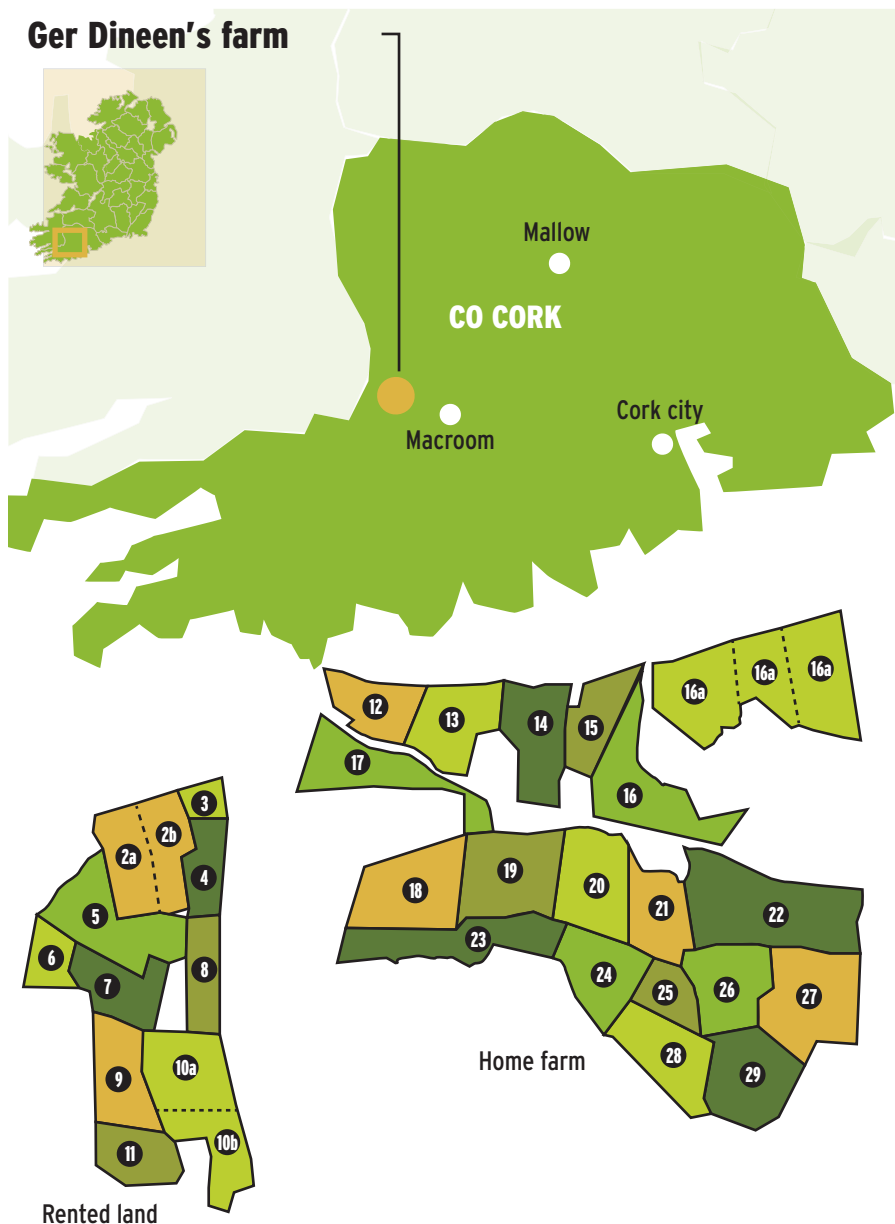 Ger Dineen's farm
Mallow
CO CORK
Cork city
Macroom
16a
16a
16a
12
13
14
15
17
16
3
2b
2a
4
5
6
7
8
9
10a
10b
11
Rented land
18
19
20
21
22
23
24
25
26
27
28
29
Home farm